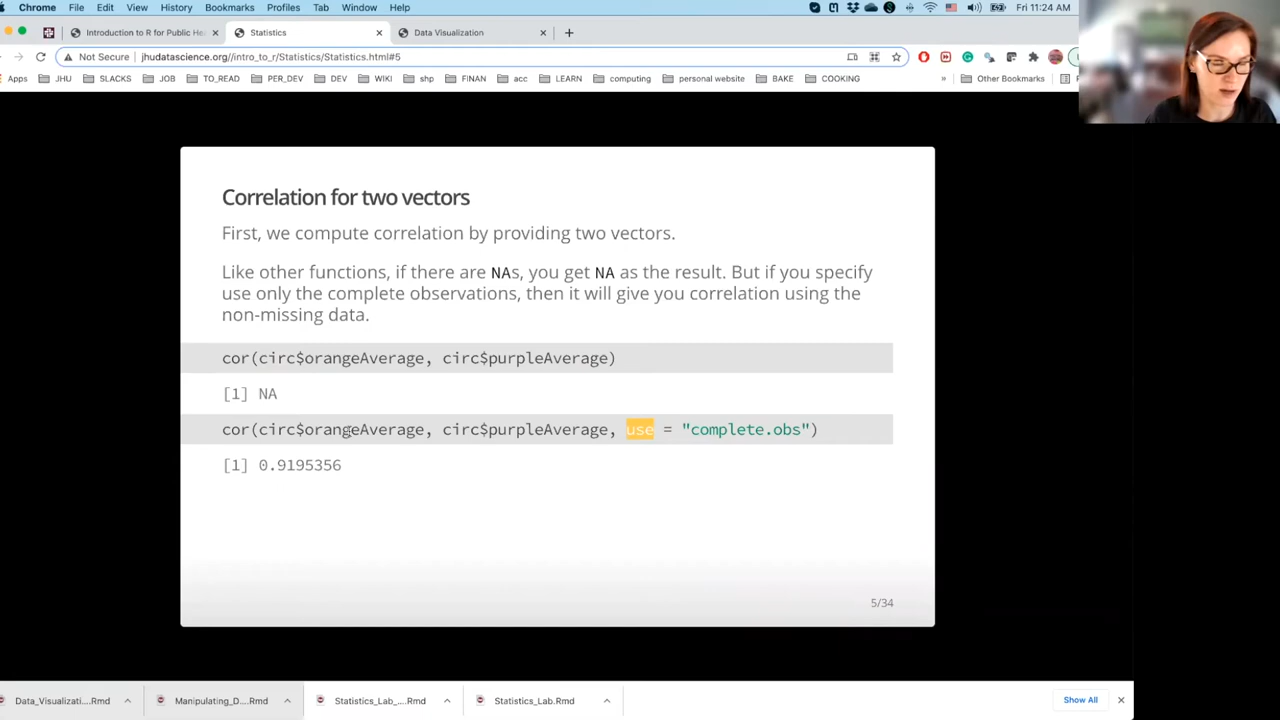 Chrome File Edit View History Bookmarks Profiles Tab Window Help Fri 11:24 AM
Introduction to R for Public He Statistics Data Visualization
Not Secure jhudatascience.org//intro_r/Statistics/Statistics.html#5
Apps JHU SLACKS JOB TO_READ PER_DEV DEV WIKI shp FINAN acc LEARN computing personal website BAKE COOKING » Other Bookmarks
Correlation for two vectors
First, we compute correlation by providing two vectors.
Like other functions, if there are NAs, you get NA as the result. But if you specify
use only the complete observations, then it will give you correlation using the
non-missing data.
cor(circ$orangeAverage, circ$purpleAverage)
[1] NA
cor(circ$orangeAverage, circ$purpleAverage, use = "complete.obs")
[1] 0.9195356
5/34
Data_Visualizati....Rmd Manipulating_D....Rmd Statistics_Lab_....Rmd Statistics_Lab.Rmd Show All